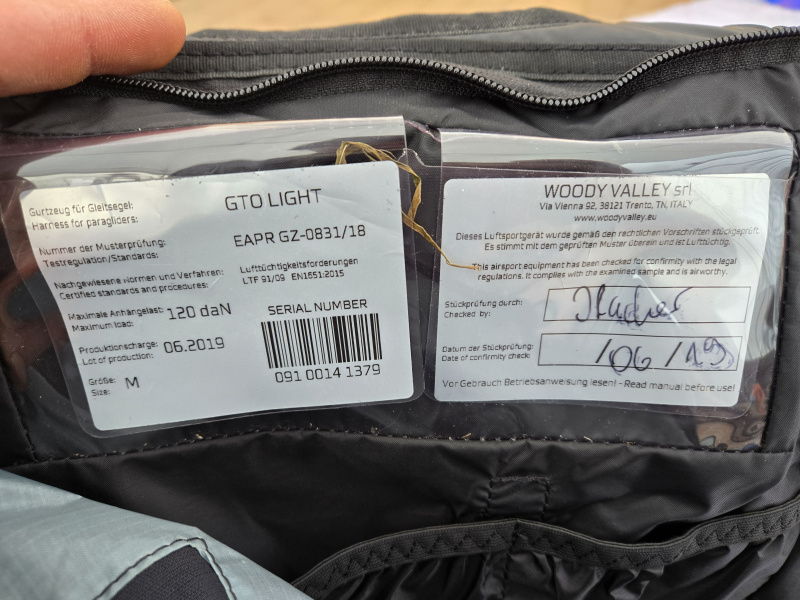 Gurtzeug für Gleitsegel:
Harness for paragliders:
GTO LIGHT
Nummer der Musterprüfung:
Testregulation/Standards:
EAPR GZ-0831/18
Nachgewiesene Normen und Verfahren:
Certified standards and procedures:
Lufttüchtigkeitsforderungen
LTF 91/09 EN1651:2015
Maximale Anhängelast:
Maximum load:
120 daN
Produktionscharge:
Lot of production:
06.2019
Größe:
Size:
M
SERIAL NUMBER
091 0014 1379
WOODY VALLEY srl
Via Vienna 92, 38121 Trento, TN, ITALY
www.woodyvalley.eu
Dieses Luftsportgerät wurde gemäß den rechtlichen Vorschriften stückgeprüft.
Es stimmt mit dem geprüften Muster überein und ist Lufttüchtig.
This airsport equipment has been checked for conformity with the legal
regulations. It complies with the examined sample and is airworthy.
Stückprüfung durch:
Checked by:
Datum der Stückprüfung:
Date of confirmity check:
/06/19
Vor Gebrauch Betriebsanweisung lesen! - Read manual before use!